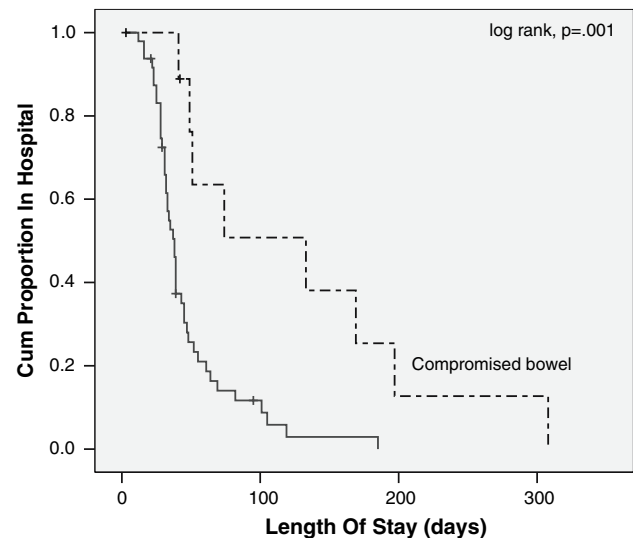 log rank, p=.001
Cum Proportion In Hospital
1.0
0.8
0.6
0.4
0.2
0.0
Compromised bowel
0 100 200 300
Length Of Stay (days)